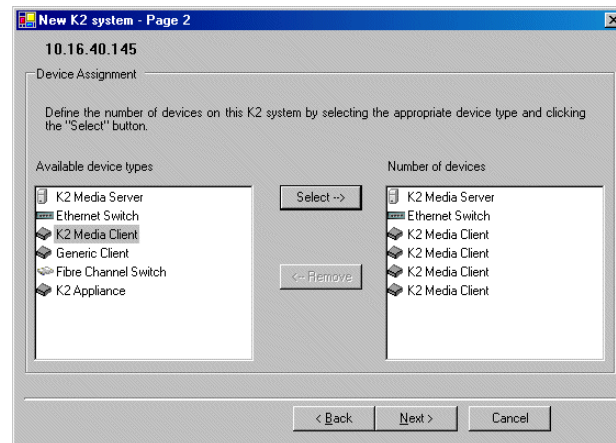 New K2 system - Page 2
10.16.40.145
Device Assignment
Define the number of devices on this K2 system by selecting the appropriate device type and clicking
the "Select" button.
Available device types
Number of devices
K2 Media Server
Ethernet Switch
K2 Media Client
Generic Client
Fibre Channel Switch
K2 Appliance
Select -->
<-- Remove
K2 Media Server
Ethernet Switch
K2 Media Client
K2 Media Client
K2 Media Client
K2 Media Client
< Back
Next >
Cancel